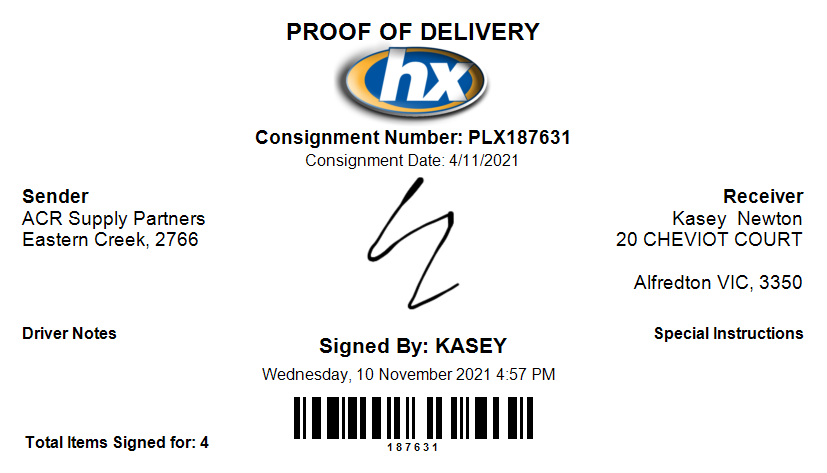 PROOF OF DELIVERY
hx
Consignment Number: PLX187631
Consignment Date: 4/11/2021
Sender
ACR Supply Partners
Eastern Creek, 2766
Receiver
Kasey  Newton
20 CHEVIOT COURT
Alfredton VIC, 3350
Driver Notes
Special Instructions
Signed By: KASEY
Wednesday, 10 November 2021 4:57 PM
187631
Total Items Signed for: 4